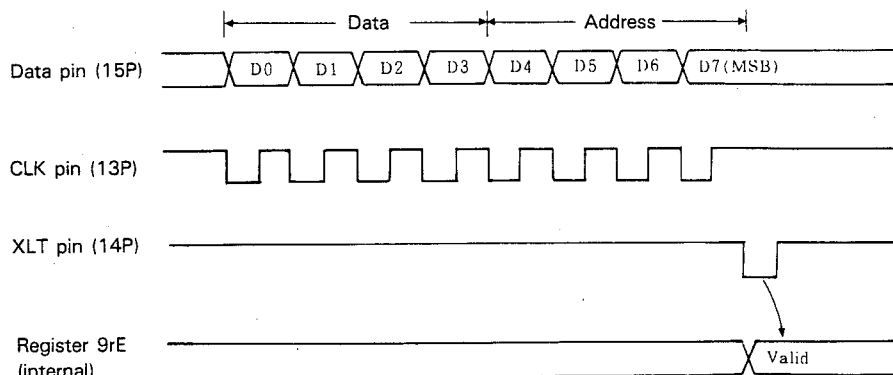 Data Address
Data pin (15P) D0 D1 D2 D3 D4 D5 D6 D7(MSB)
CLK pin (13P)
XLT pin (14P)
Register 9rE Valid
(internal)